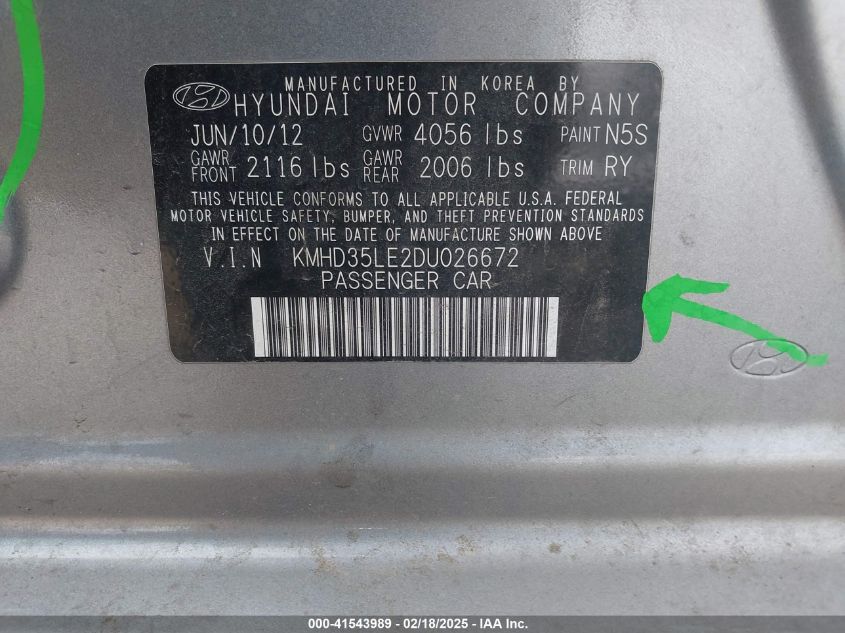 MANUFACTURED IN KOREA BY
HYUNDAI MOTOR COMPANY
JUN/10/12 GVWR 4056 lbs PAINT N5S
GAWR FRONT 2116 lbs GAWR REAR 2006 lbs TRIM RY
THIS VEHICLE CONFORMS TO ALL APPLICABLE U.S.A. FEDERAL
MOTOR VEHICLE SAFETY, BUMPER, AND THEFT PREVENTION STANDARDS
IN EFFECT ON THE DATE OF MANUFACTURE SHOWN ABOVE
V.I.N KMHD35LE2DU026672
PASSENGER CAR
000-41543989 - 02/18/2025 - IAA Inc.